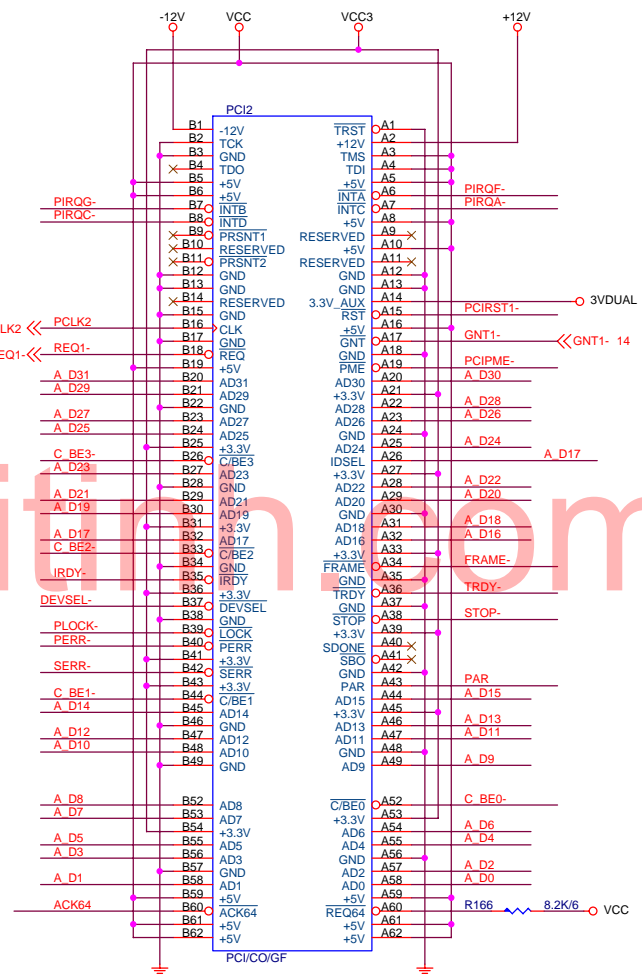 -12V VCC VCC3 +12V
PCI2
B1 -12V TRST A1
B2 TCK +12V A2
B3 GND TMS A3
B4 TDO TDI A4
B5 +5V +5V A5
B6 +5V INTA A6 PIRQF-
PIRQG- B7 INTB INTC A7 PIRQA-
PIRQC- B8 INTD +5V A8
B9 PRSNT1 RESERVED A9
B10 RESERVED +5V A10
B11 PRSNT2 RESERVED A11
B12 GND GND A12
B13 GND GND A13
B14 RESERVED 3.3V_AUX A14 3VDUAL
B15 GND RST A15 PCIRST1-
LK2 PCLK2 B16 CLK +5V A16
B17 GND GNT A17 GNT1- GNT1- 14
EQ1- REQ1- B18 REQ GND A18
B19 +5V PME A19 PCIPME-
A_D31 B20 AD31 AD30 A20 A_D30
A_D29 B21 AD29 +3.3V A21
B22 GND AD28 A22 A_D28
A_D27 B23 AD27 AD26 A23 A_D26
A_D25 B24 AD25 GND A24
B25 +3.3V AD24 A25 A_D24
C_BE3- B26 C/BE3 IDSEL A26 A_D17
A_D23 B27 AD23 +3.3V A27
B28 GND AD22 A28 A_D22
A_D21 B29 AD21 AD20 A29 A_D20
A_D19 B30 AD19 GND A30
B31 +3.3V AD18 A31 A_D18
A_D17 B32 AD17 AD16 A32 A_D16
C_BE2- B33 C/BE2 +3.3V A33
B34 GND FRAME A34 FRAME-
IRDY- B35 IRDY GND A35
B36 +3.3V TRDY A36 TRDY-
DEVSEL- B37 DEVSEL GND A37
B38 GND STOP A38 STOP-
PLOCK- B39 LOCK +3.3V A39
PERR- B40 PERR SDONE A40
B41 +3.3V SBO A41
SERR- B42 SERR GND A42
B43 +3.3V PAR A43 PAR
C_BE1- B44 C/BE1 AD15 A44 A_D15
A_D14 B45 AD14 +3.3V A45
B46 GND AD13 A46 A_D13
A_D12 B47 AD12 AD11 A47 A_D11
A_D10 B48 AD10 GND A48
B49 GND AD9 A49 A_D9
A_D8 B52 AD8 C/BE0 A52 C_BE0-
A_D7 B53 AD7 +3.3V A53
B54 +3.3V AD6 A54 A_D6
A_D5 B55 AD5 AD4 A55 A_D4
A_D3 B56 AD3 GND A56
B57 GND AD2 A57 A_D2
A_D1 B58 AD1 AD0 A58 A_D0
B59 +5V +5V A59
ACK64 B60 ACK64 REQ64 A60 R166 8.2K/6 VCC
B61 +5V +5V A61
B62 +5V +5V A62
PCI/CO/GF
itinh.com